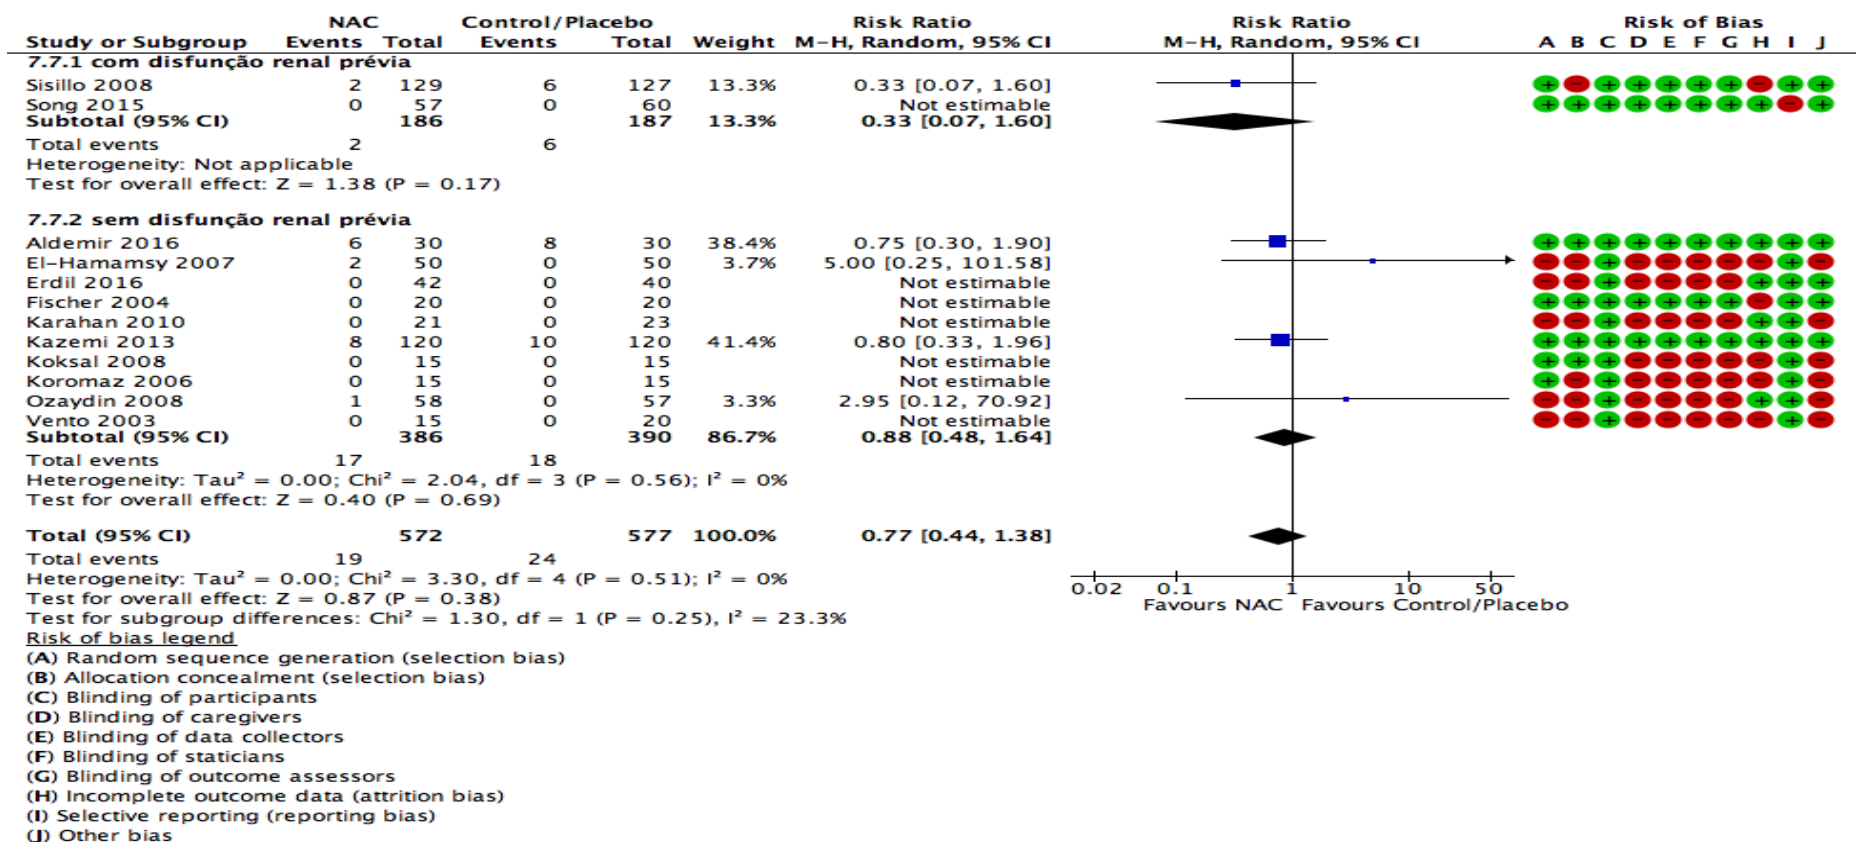 NAC Control/Placebo Risk Ratio Risk Ratio Risk of Bias
Study or Subgroup Events Total Events Total Weight M-H, Random, 95% CI M-H, Random, 95% CI A B C D E F G H I J
7.7.1 com disfunção renal prévia
Sisillo 2008 2 129 6 127 13.3% 0.33 [0.07, 1.60] + - + + + + + - + +
Song 2015 0 57 0 60 Not estimable + + + + + + + + - +
Subtotal (95% CI) 186 187 13.3% 0.33 [0.07, 1.60]
Total events 2 6
Heterogeneity: Not applicable
Test for overall effect: Z = 1.38 (P = 0.17)
7.7.2 sem disfunção renal prévia
Aldemir 2016 6 30 8 30 38.4% 0.75 [0.30, 1.90] + + + + + + + + + +
El-Hamamsy 2007 2 50 0 50 3.7% 5.00 [0.25, 101.58] - - + - - - - - + -
Erdil 2016 0 42 0 40 Not estimable - - + - - - - + + +
Fischer 2004 0 20 0 20 Not estimable + + + + + + + - + +
Karahan 2010 0 21 0 23 Not estimable - - + - - - - + + -
Kazemi 2013 8 120 10 120 41.4% 0.80 [0.33, 1.96] + + + + + + + + + +
Koksal 2008 0 15 0 15 Not estimable + + + - - - - - + -
Koromaz 2006 0 15 0 15 Not estimable + - + - - - - - + -
Ozaydin 2008 1 58 0 57 3.3% 2.95 [0.12, 70.92] - - + - - - - + + -
Vento 2003 0 15 0 20 Not estimable - - + - - - - - + -
Subtotal (95% CI) 386 390 86.7% 0.88 [0.48, 1.64]
Total events 17 18
Heterogeneity: Tau² = 0.00; Chi² = 2.04, df = 3 (P = 0.56); I² = 0%
Test for overall effect: Z = 0.40 (P = 0.69)
Total (95% CI) 572 577 100.0% 0.77 [0.44, 1.38]
Total events 19 24
Heterogeneity: Tau² = 0.00; Chi² = 3.30, df = 4 (P = 0.51); I² = 0%
0.02 0.1 1 10 50
Test for overall effect: Z = 0.87 (P = 0.38)
Favours NAC Favours Control/Placebo
Test for subgroup differences: Chi² = 1.30, df = 1 (P = 0.25), I² = 23.3%
Risk of bias legend
(A) Random sequence generation (selection bias)
(B) Allocation concealment (selection bias)
(C) Blinding of participants
(D) Blinding of caregivers
(E) Blinding of data collectors
(F) Blinding of staticians
(G) Blinding of outcome assessors
(H) Incomplete outcome data (attrition bias)
(I) Selective reporting (reporting bias)
(J) Other bias